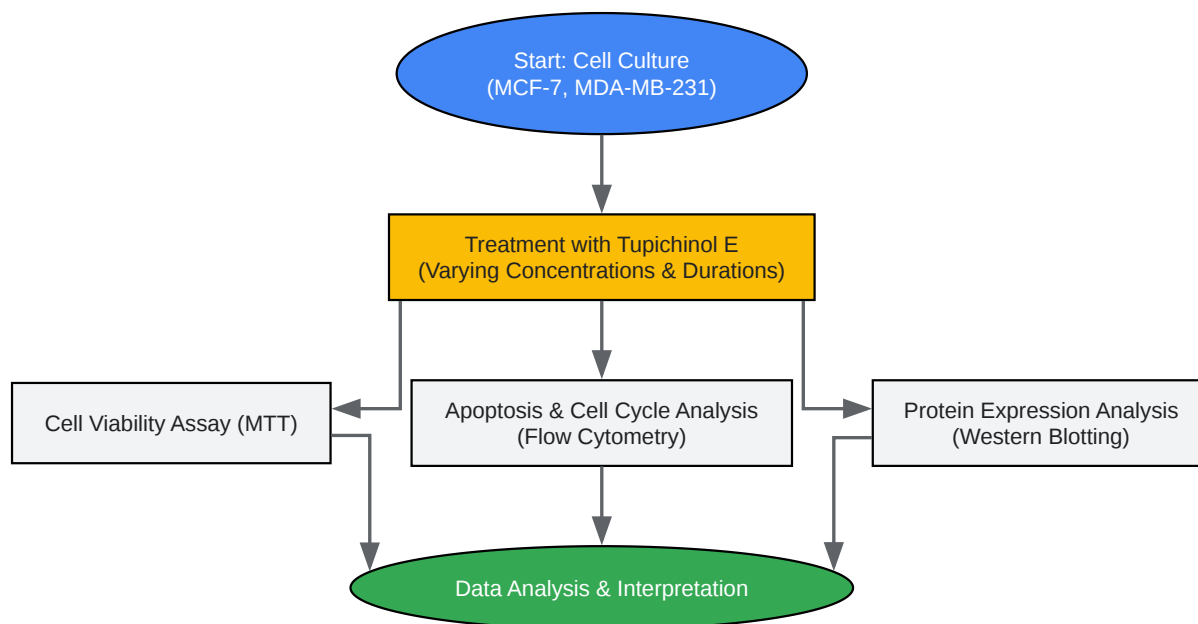 Start: Cell Culture
(MCF-7, MDA-MB-231)
Treatment with Tupichinol E
(Varying Concentrations & Durations)
Cell Viability Assay (MTT)
Apoptosis & Cell Cycle Analysis
(Flow Cytometry)
Protein Expression Analysis
(Western Blotting)
Data Analysis & Interpretation